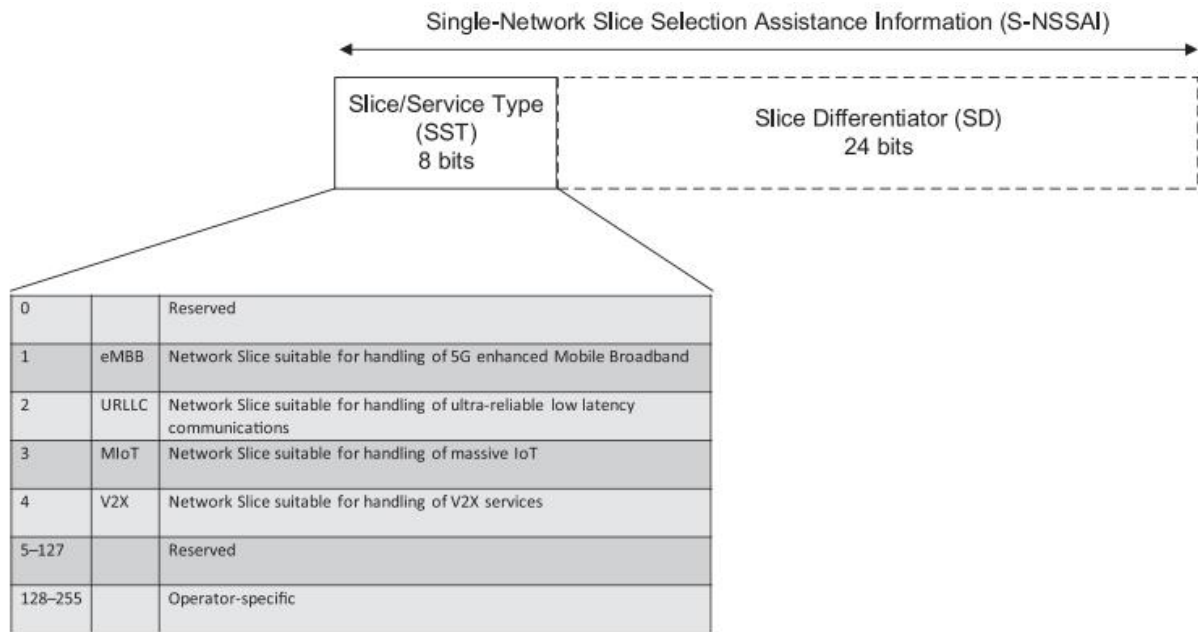 Single-Network Slice Selection Assistance Information (S-NSSAI)
Slice/Service Type
(SST)
8 bits
Slice Differentiator (SD)
24 bits
0 Reserved
1 eMBB Network Slice suitable for handling of 5G enhanced Mobile Broadband
2 URLLC Network Slice suitable for handling of ultra-reliable low latency
communications
3 MIoT Network Slice suitable for handling of massive IoT
4 V2X Network Slice suitable for handling of V2X services
5–127 Reserved
128–255 Operator-specific